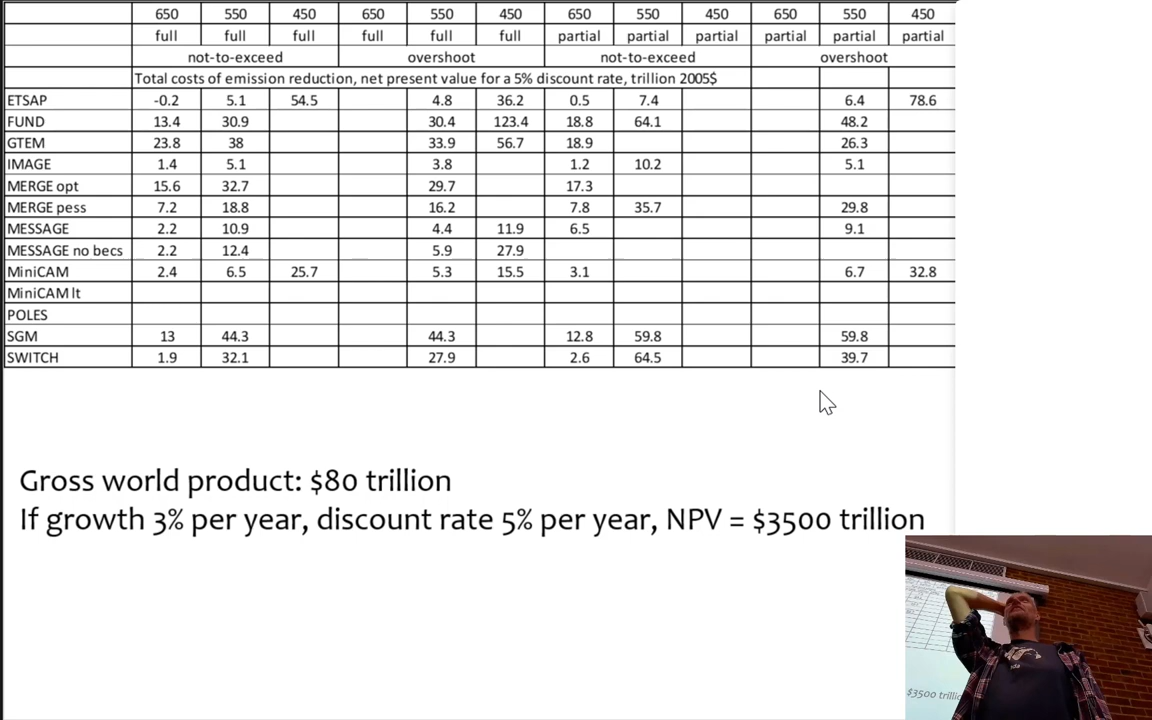 650 550 450 650 550 450 650 550 450 650 550 450
full full full full full full partial partial partial partial partial partial
not-to-exceed overshoot not-to-exceed overshoot
Total costs of emission reduction, net present value for a 5% discount rate, trillion 2005$
ETSAP -0.2 5.1 54.5 4.8 36.2 0.5 7.4 6.4 78.6
FUND 13.4 30.9 30.4 123.4 18.8 64.1 48.2
GTEM 23.8 38 33.9 56.7 18.9 26.3
IMAGE 1.4 5.1 3.8 1.2 10.2 5.1
MERGE opt 15.6 32.7 29.7 17.3
MERGE pess 7.2 18.8 16.2 7.8 35.7 29.8
MESSAGE 2.2 10.9 4.4 11.9 6.5 9.1
MESSAGE no becs 2.2 12.4 5.9 27.9
MiniCAM 2.4 6.5 25.7 5.3 15.5 3.1 6.7 32.8
MiniCAM lt
POLES
SGM 13 44.3 44.3 12.8 59.8 59.8
SWITCH 1.9 32.1 27.9 2.6 64.5 39.7
Gross world product: $80 trillion
If growth 3% per year, discount rate 5% per year, NPV = $3500 trillion
$3500